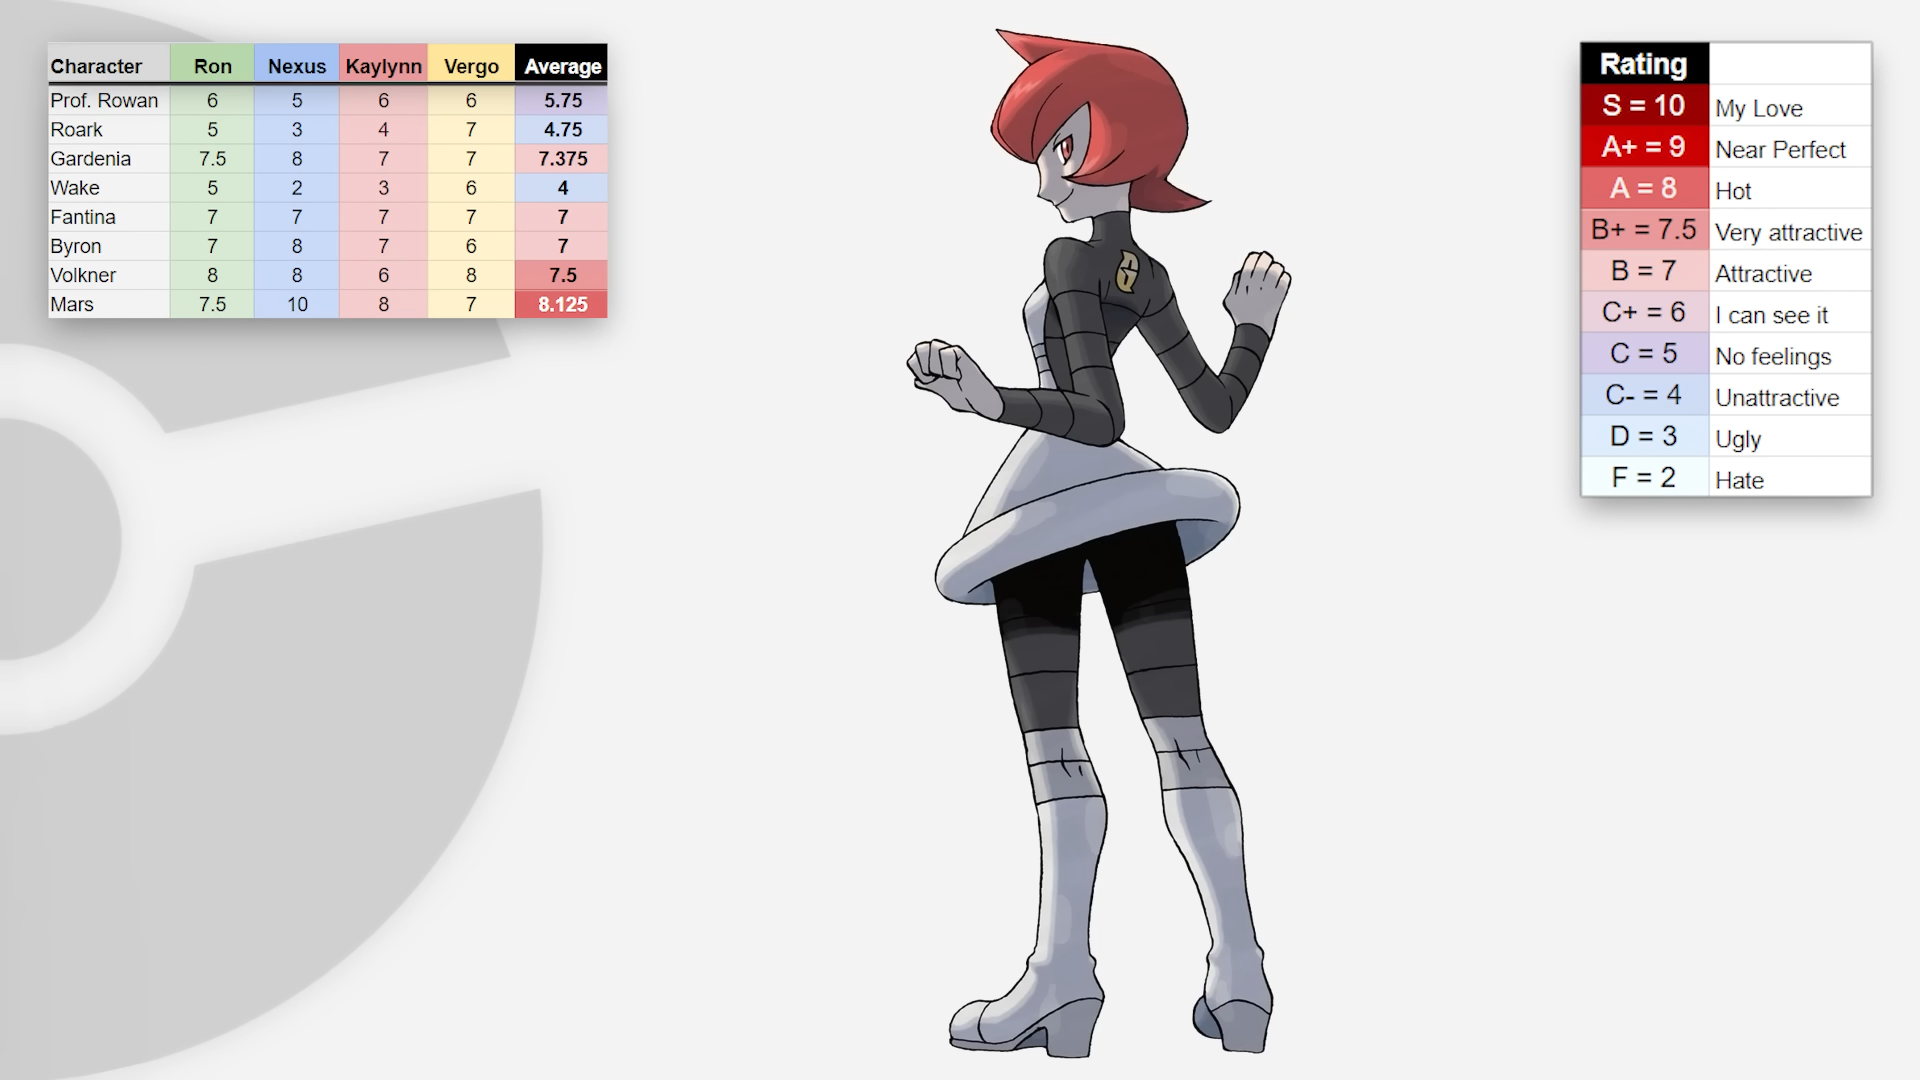 Character Ron Nexus Kaylynn Vergo Average
Prof. Rowan 6 5 6 6 5.75
Roark 5 3 4 7 4.75
Gardenia 7.5 8 7 7 7.375
Wake 5 2 3 6 4
Fantina 7 7 7 7 7
Byron 7 8 7 6 7
Volkner 8 8 6 8 7.5
Mars 7.5 10 8 7 8.125
Rating
S = 10 My Love
A+ = 9 Near Perfect
A = 8 Hot
B+ = 7.5 Very attractive
B = 7 Attractive
C+ = 6 I can see it
C = 5 No feelings
C- = 4 Unattractive
D = 3 Ugly
F = 2 Hate